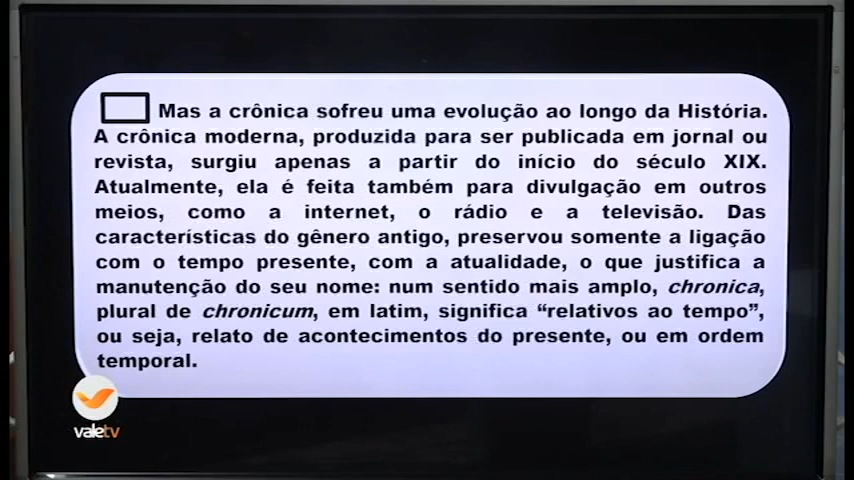 Mas a crônica sofreu uma evolução ao longo da História.
A crônica moderna, produzida para ser publicada em jornal ou
revista, surgiu apenas a partir do início do século XIX.
Atualmente, ela é feita também para divulgação em outros
meios, como a internet, o rádio e a televisão. Das
características do gênero antigo, preservou somente a ligação
com o tempo presente, com a atualidade, o que justifica a
manutenção do seu nome: num sentido mais amplo, chronica,
plural de chronicum, em latim, significa “relativos ao tempo”,
ou seja, relato de acontecimentos do presente, ou em ordem
temporal.
valetv